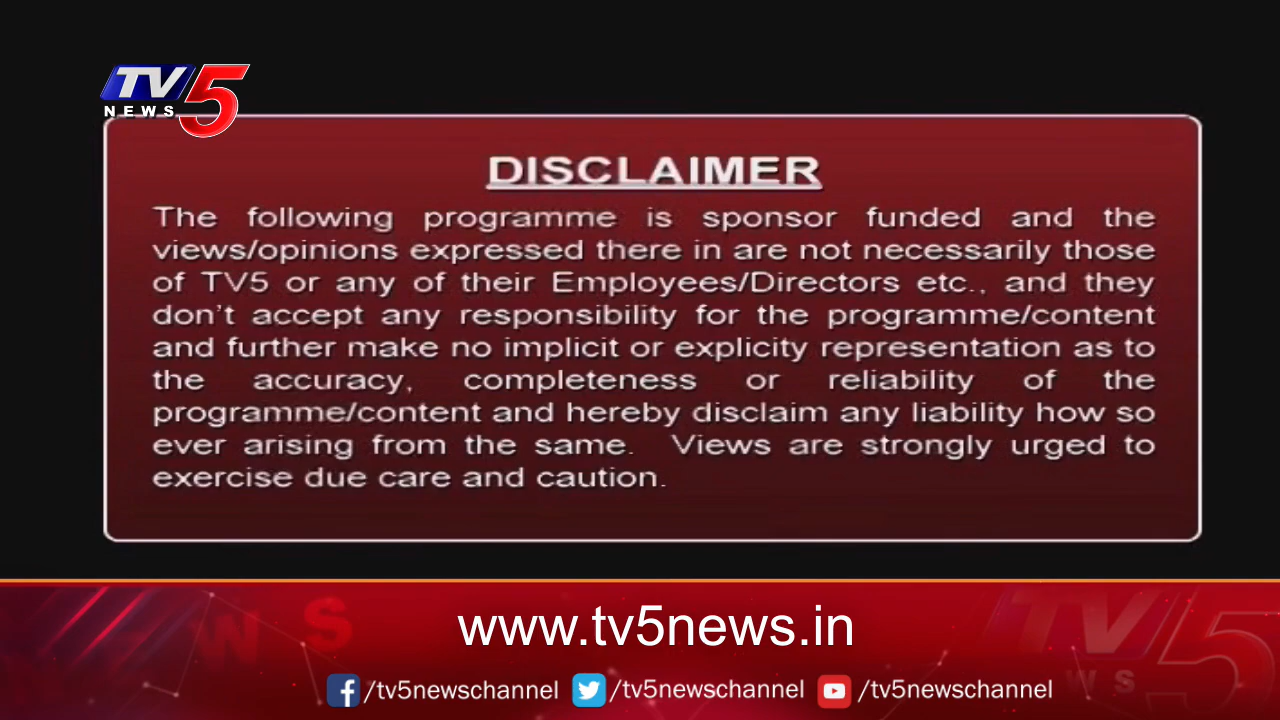 TV5
NEWS
DISCLAIMER
The following programme is sponsor funded and the
views/opinions expressed there in are not necessarily those
of TV5 or any of their Employees/Directors etc., and they
don't accept any responsibility for the programme/content
and further make no implicit or explicity representation as to
the accuracy, completeness or reliability of the
programme/content and hereby disclaim any liability how so
ever arising from the same. Views are strongly urged to
exercise due care and caution.
www.tv5news.in
/tv5newschannel /tv5newschannel /tv5newschannel
W S
TV5
WS